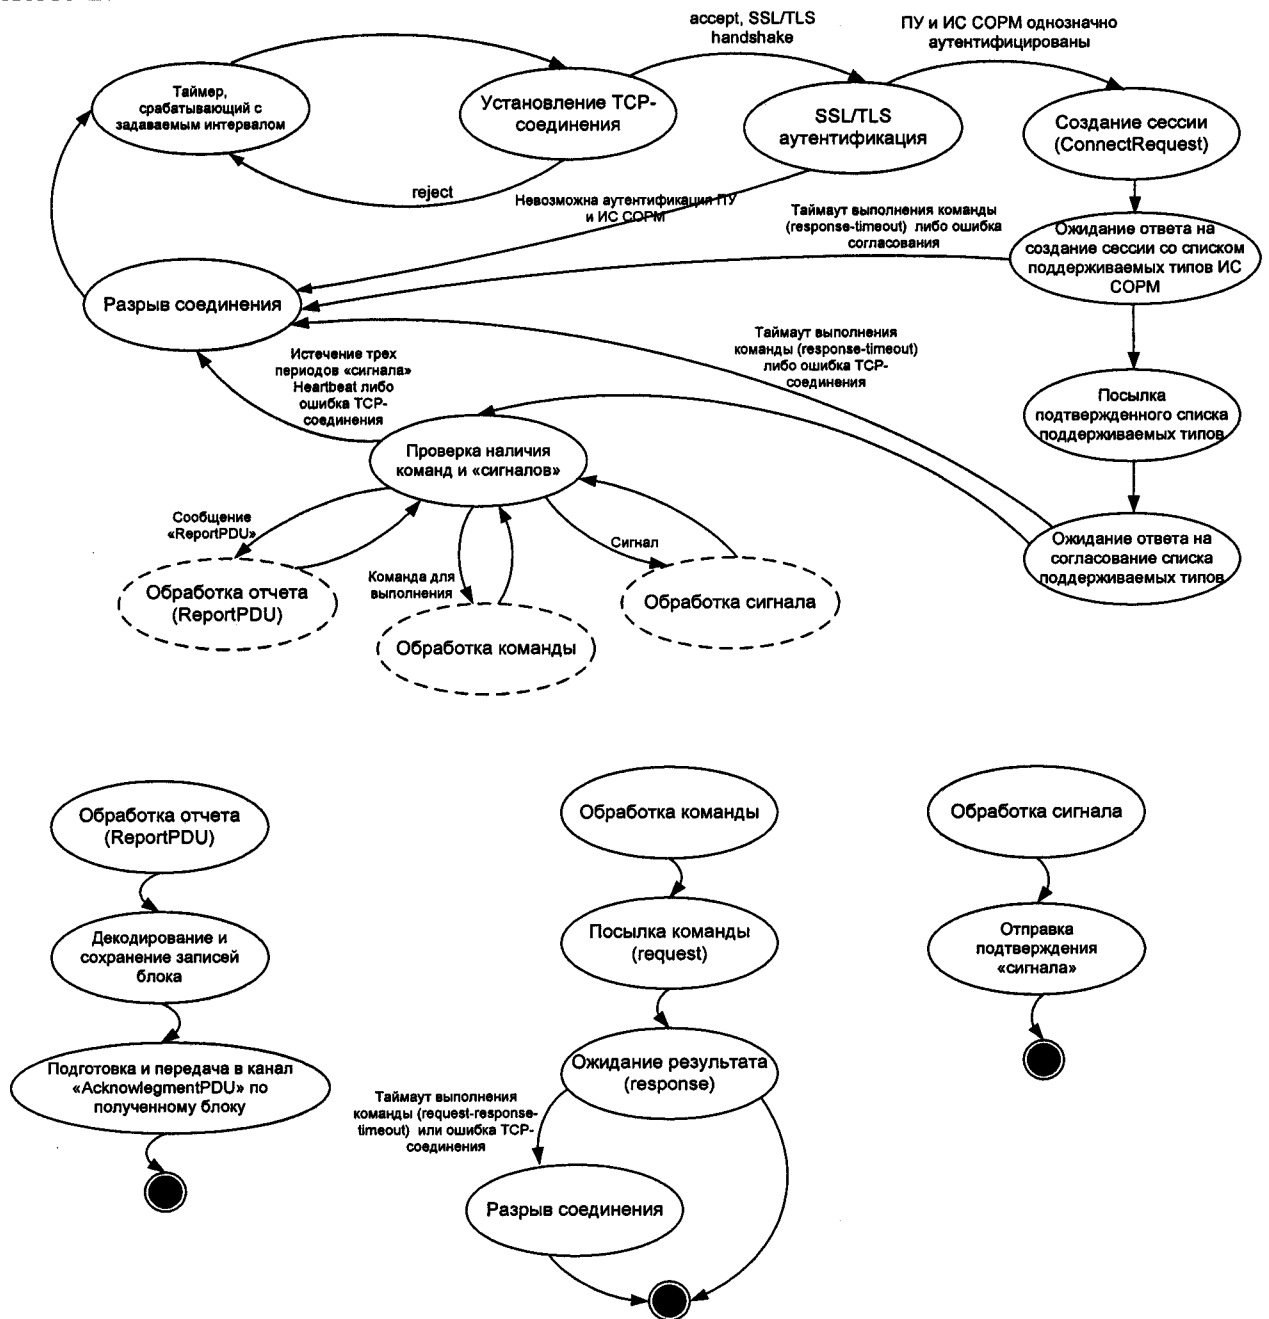 accept, SSL/TLS
handshake
ПУ и ИС СОРМ однозначно
аутентифицированы
Таймер,
срабатывающий с
задаваемым интервалом
Установление TCP-
соединения
SSL/TLS
аутентификация
Создание сессии
(ConnectRequest)
reject
Невозможна аутентификация ПУ
и ИС СОРМ
Таймаут выполнения команды
(response-timeout) либо ошибка
согласования
Ожидание ответа на
создание сессии со списком
поддерживаемых типов ИС
СОРМ
Разрыв соединения
Истечение трех
периодов «сигнала»
Heartbeat либо
ошибка TCP-
соединения
Таймаут выполнения
команды (response-timeout)
либо ошибка TCP-
соединения
Посылка
подтвержденного списка
поддерживаемых типов
Проверка наличия
команд и «сигналов»
Сообщение
«ReportPDU»
Сигнал
Ожидание ответа на
согласование списка
поддерживаемых типов
Команда для
выполнения
Обработка отчета
(ReportPDU)
Обработка сигнала
Обработка команды
Обработка отчета
(ReportPDU)
Обработка команды
Обработка сигнала
Декодирование и
сохранение записей
блока
Посылка команды
(request)
Отправка
подтверждения
«сигнала»
Подготовка и передача в канал
«AcknowlegmentPDU» по
полученному блоку
Ожидание результата
(response)
Таймаут выполнения
команды (request-response-
timeout) или ошибка TCP-
соединения
Разрыв соединения